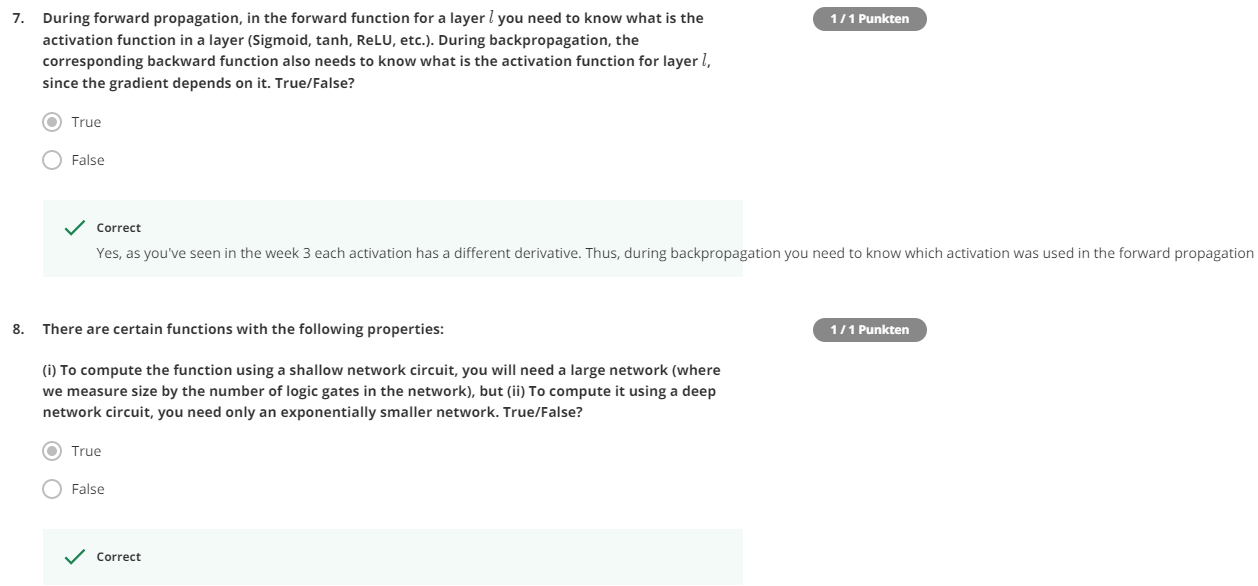 7. During forward propagation, in the forward function for a layer l you need to know what is the
1 / 1 Punkten
activation function in a layer (Sigmoid, tanh, ReLU, etc.). During backpropagation, the
corresponding backward function also needs to know what is the activation function for layer l,
since the gradient depends on it. True/False?
True
False
Correct
Yes, as you've seen in the week 3 each activation has a different derivative. Thus, during backpropagation you need to know which activation was used in the forward propagation
8. There are certain functions with the following properties:
1 / 1 Punkten
(i) To compute the function using a shallow network circuit, you will need a large network (where
we measure size by the number of logic gates in the network), but (ii) To compute it using a deep
network circuit, you need only an exponentially smaller network. True/False?
True
False
Correct